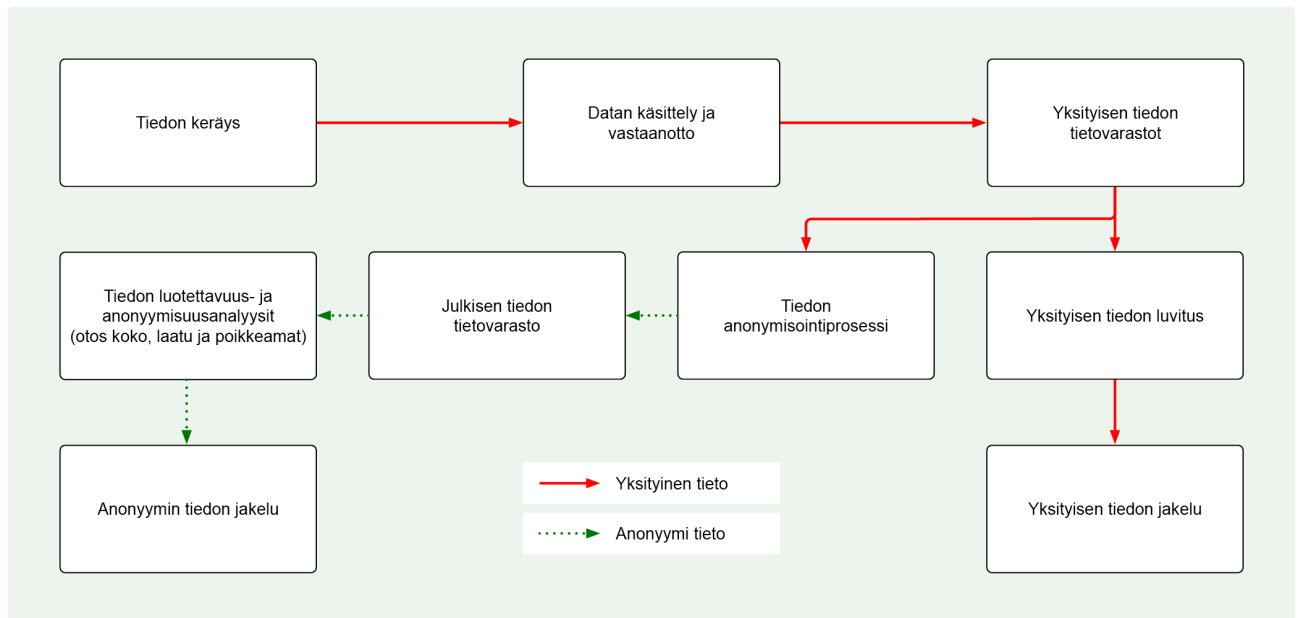 Tiedon keräys
Datan käsittely ja
vastaanotto
Yksityisen tiedon
tietovarastot
Tiedon luotettavuus- ja
anonyymisuusanalyysit
(otos koko, laatu ja poikkeamat)
Julkisen tiedon
tietovarasto
Tiedon
anonymisointiprosessi
Yksityisen tiedon luvitus
Anonyymin tiedon jakelu
Yksityinen tieto
Anonyymi tieto
Yksityisen tiedon jakelu